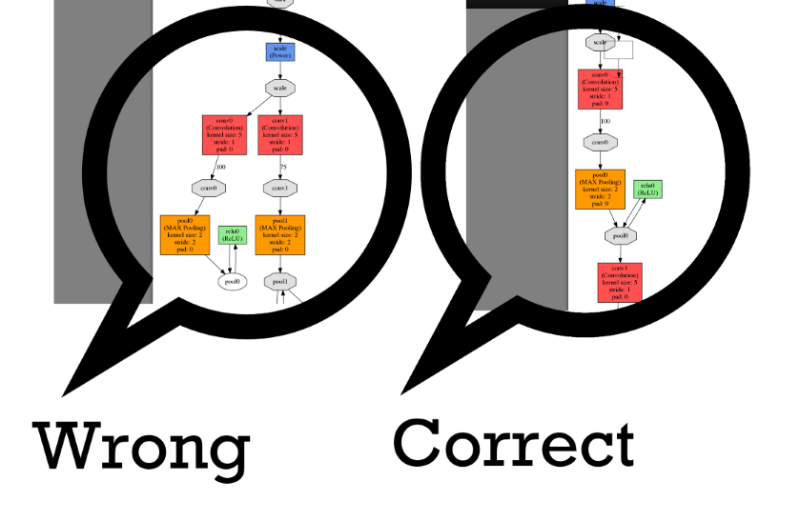 scale
(Power)
scale
conv0
(Convolution)
kernel size: 5
stride: 1
pad: 0
conv1
(Convolution)
kernel size: 5
stride: 1
pad: 0
100
75
conv0
conv1
pool0
(MAX Pooling)
kernel size: 2
stride: 2
pad: 0
relu0
(ReLU)
pool1
(MAX Pooling)
kernel size: 2
stride: 2
pad: 0
pool0
pool1
Wrong
scale
scale
conv0
(Convolution)
kernel size: 5
stride: 1
pad: 0
100
conv0
pool0
(MAX Pooling)
kernel size: 2
stride: 2
pad: 0
relu0
(ReLU)
pool0
conv1
(Convolution)
kernel size: 5
stride: 1
pad: 0
Correct